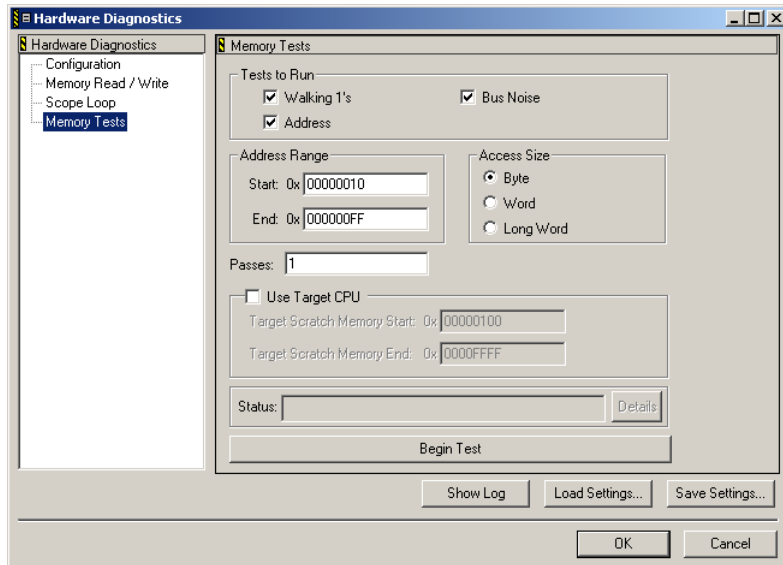 Hardware Diagnostics
Hardware Diagnostics
Configuration
Memory Read / Write
Scope Loop
Memory Tests
Memory Tests
Tests to Run
Walking 1's
Bus Noise
Address
Address Range
Start: 0x 00000010
End: 0x 000000FF
Access Size
Byte
Word
Long Word
Passes: 1
Use Target CPU
Target Scratch Memory Start: 0x 00000100
Target Scratch Memory End: 0x 0000FFFF
Status:
Details
Begin Test
Show Log
Load Settings...
Save Settings...
OK
Cancel